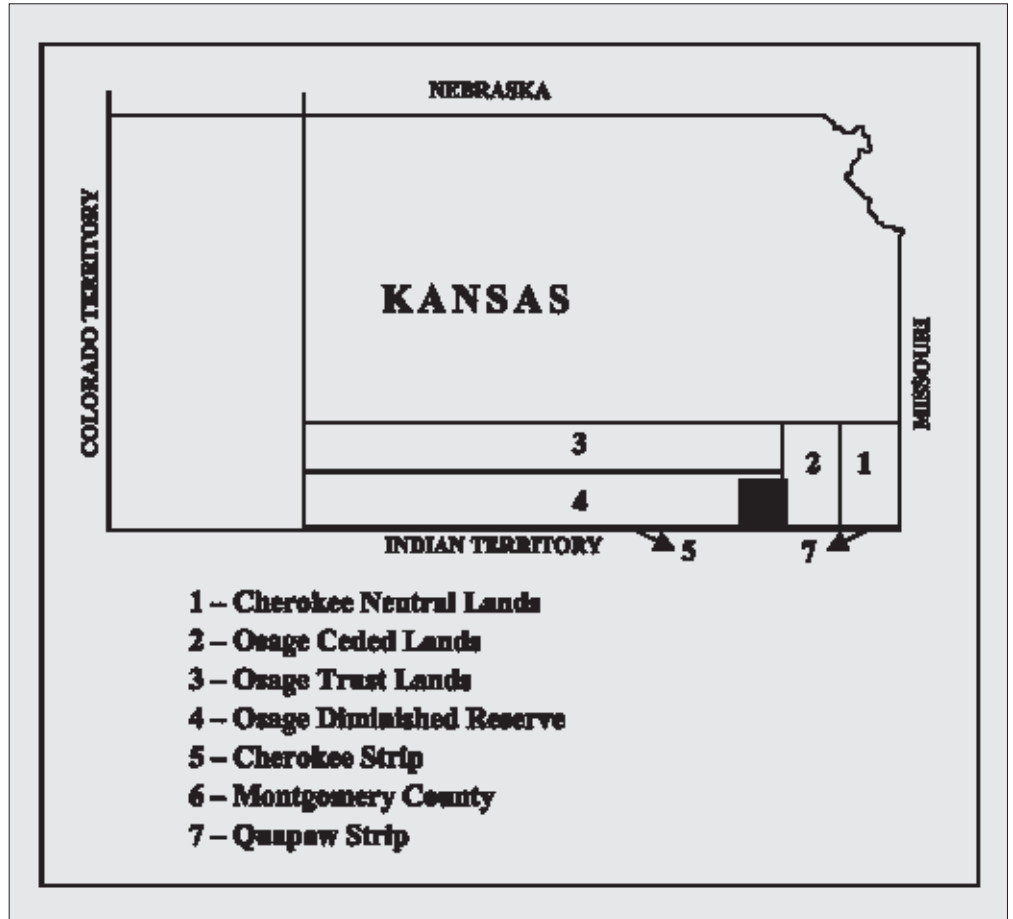 NEBRASKA
COLORADO TERRITORY
KANSAS
MISSOURI
3
2
1
4
INDIAN TERRITORY
5
7
1 – Cherokee Neutral Lands
2 – Osage Ceded Lands
3 – Osage Trust Lands
4 – Osage Diminished Reserve
5 – Cherokee Strip
6 – Montgomery County
7 – Quapaw Strip